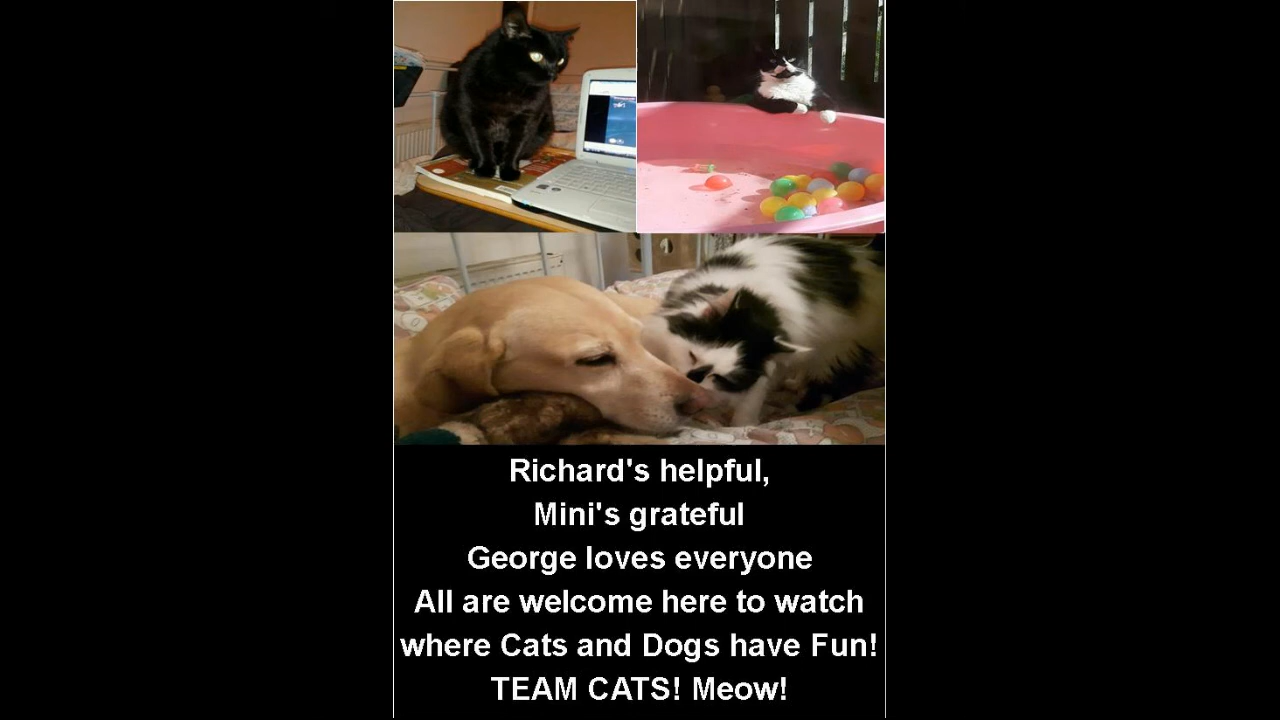 Richard's helpful,
Mini's grateful
George loves everyone
All are welcome here to watch
where Cats and Dogs have Fun!
TEAM CATS! Meow!